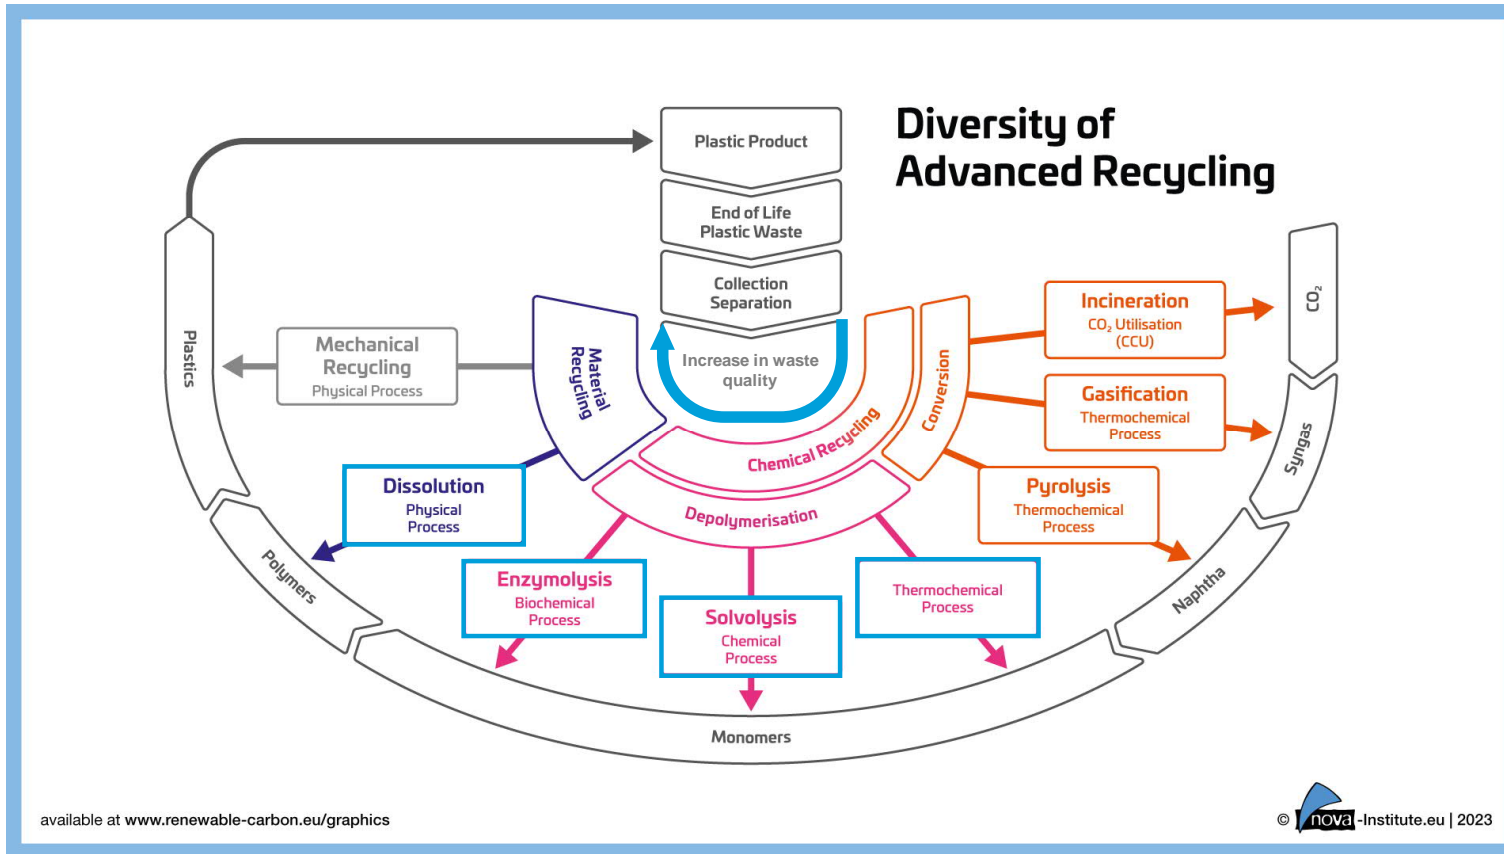 Diversity of
Advanced Recycling
Plastic Product
End of Life
Plastic Waste
Collection
Separation
Increase in waste
quality
Material
Recycling
Chemical Recycling
Conversion
Depolymerisation
Mechanical
Recycling
Physical Process
Dissolution
Physical
Process
Enzymolysis
Biochemical
Process
Solvolysis
Chemical
Process
Thermochemical
Process
Pyrolysis
Thermochemical
Process
Gasification
Thermochemical
Process
Incineration
CO₂ Utilisation
(CCU)
Plastics
Polymers
Monomers
Naphtha
Syngas
CO₂
available at www.renewable-carbon.eu/graphics
© nova-Institute.eu | 2023